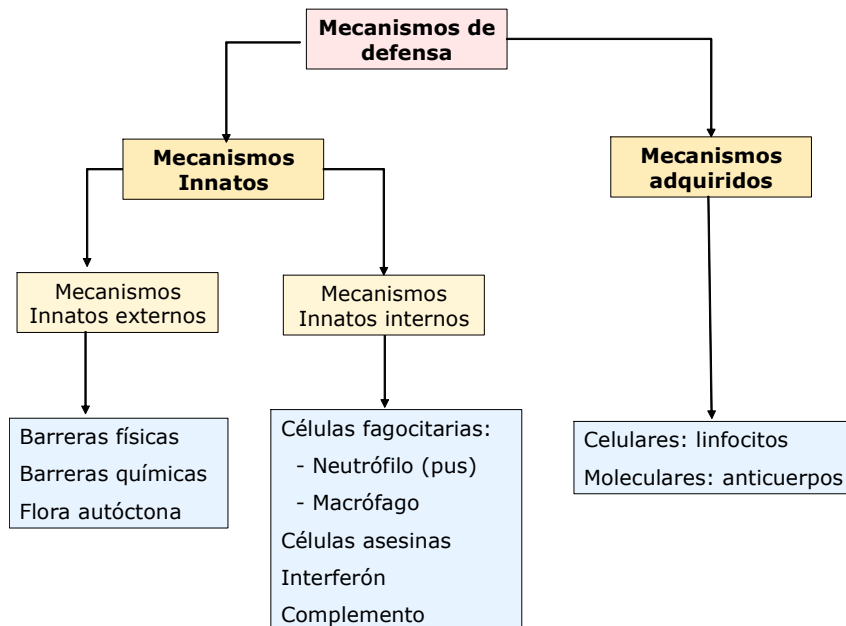 Mecanismos de
defensa
Mecanismos
Innatos
Mecanismos
adquiridos
Mecanismos
Innatos externos
Mecanismos
Innatos internos
Barreras físicas
Barreras químicas
Flora autóctona
Células fagocitarias:
- Neutrófilo (pus)
- Macrófago
Células asesinas
Interferón
Complemento
Celulares: linfocitos
Moleculares: anticuerpos